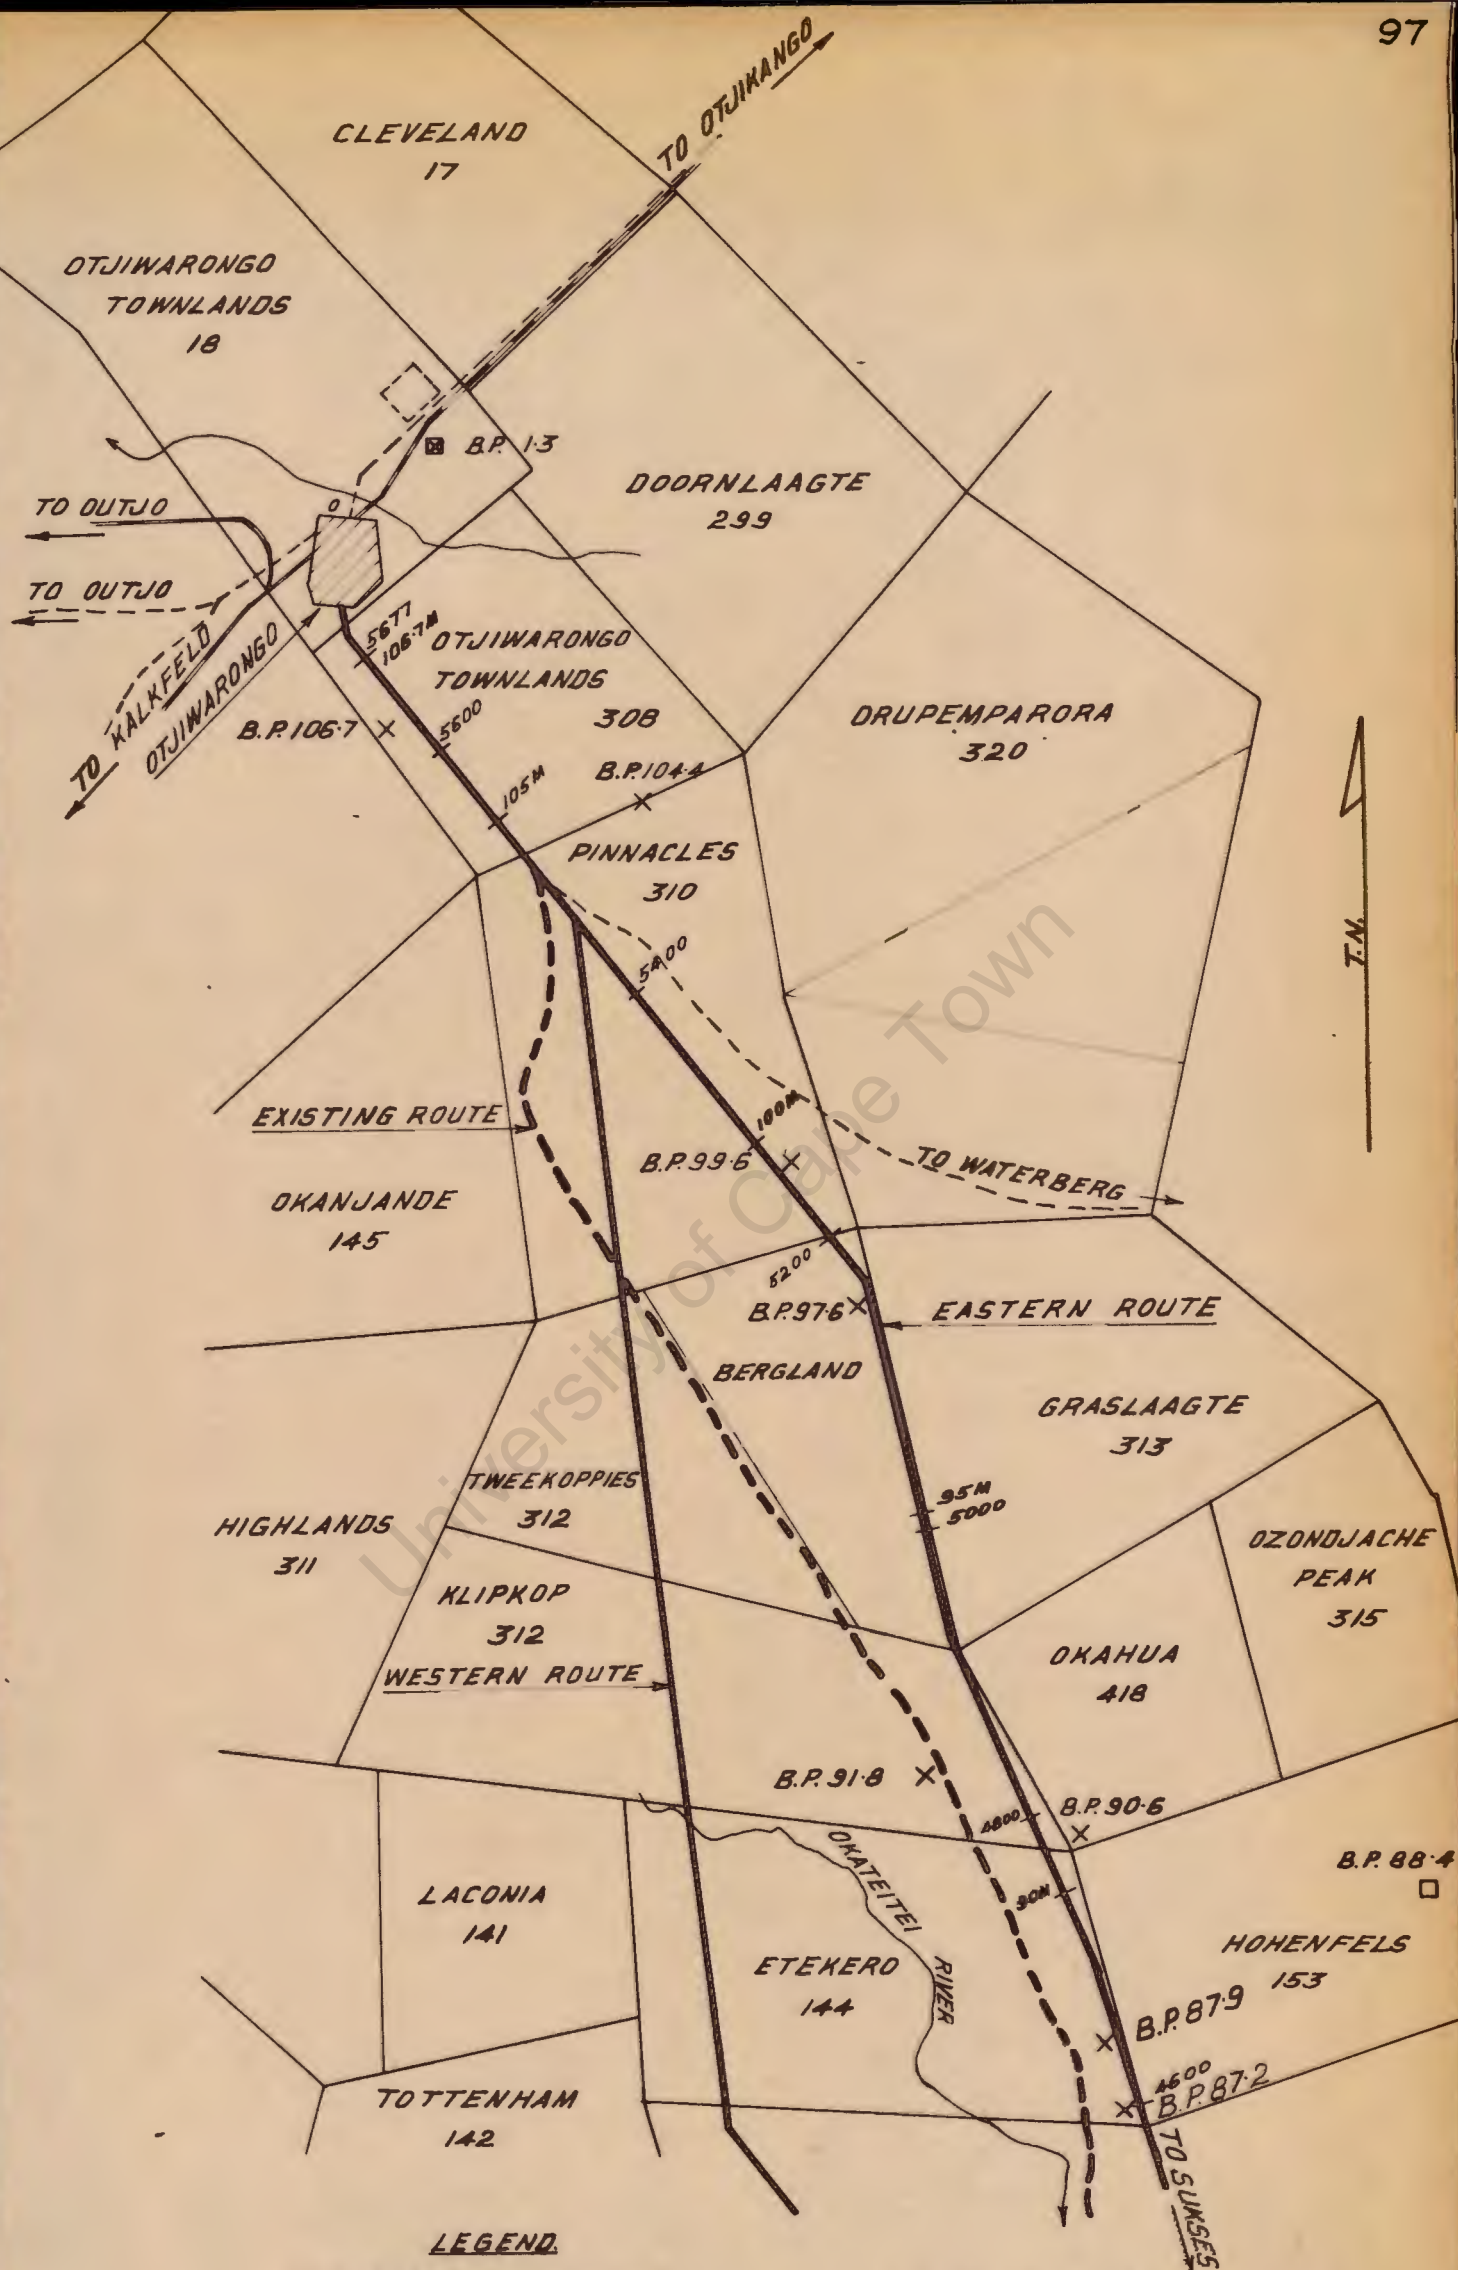 97
TO OTJIKANGO
CLEVELAND
17
OTJIWARONGO
TOWNLANDS
18
B.P. 1·3
DOORNLAAGTE
299
TO OUTJO
O
TO OUTJO
5677
106·7M
OTJIWARONGO
TOWNLANDS
308
TO KALKFELD
OTJIWARONGO
B.P.106·7
5600
DRUPEMPARORA
320
B.P.104·4
105M
PINNACLES
310
T.N.
5400
EXISTING ROUTE
100M
B.P.99·6
TO WATERBERG
OKANJANDE
145
5200
B.P.97·6
EASTERN ROUTE
BERGLAND
GRASLAAGTE
313
TWEEKOPPIES
312
95M
5000
HIGHLANDS
311
OZONDJACHE
PEAK
315
KLIPKOP
312
OKAHUA
418
WESTERN ROUTE
B.P.91·8
B.P.90·6
4800
OKATEITEI
RIVER
B.P.88·4
90M
LACONIA
141
HOHENFELS
153
ETEKERO
144
B.P.87·9
4600
B.P.87·2
TOTTENHAM
142
TO SUKSES
LEGEND.
University of Cape Town